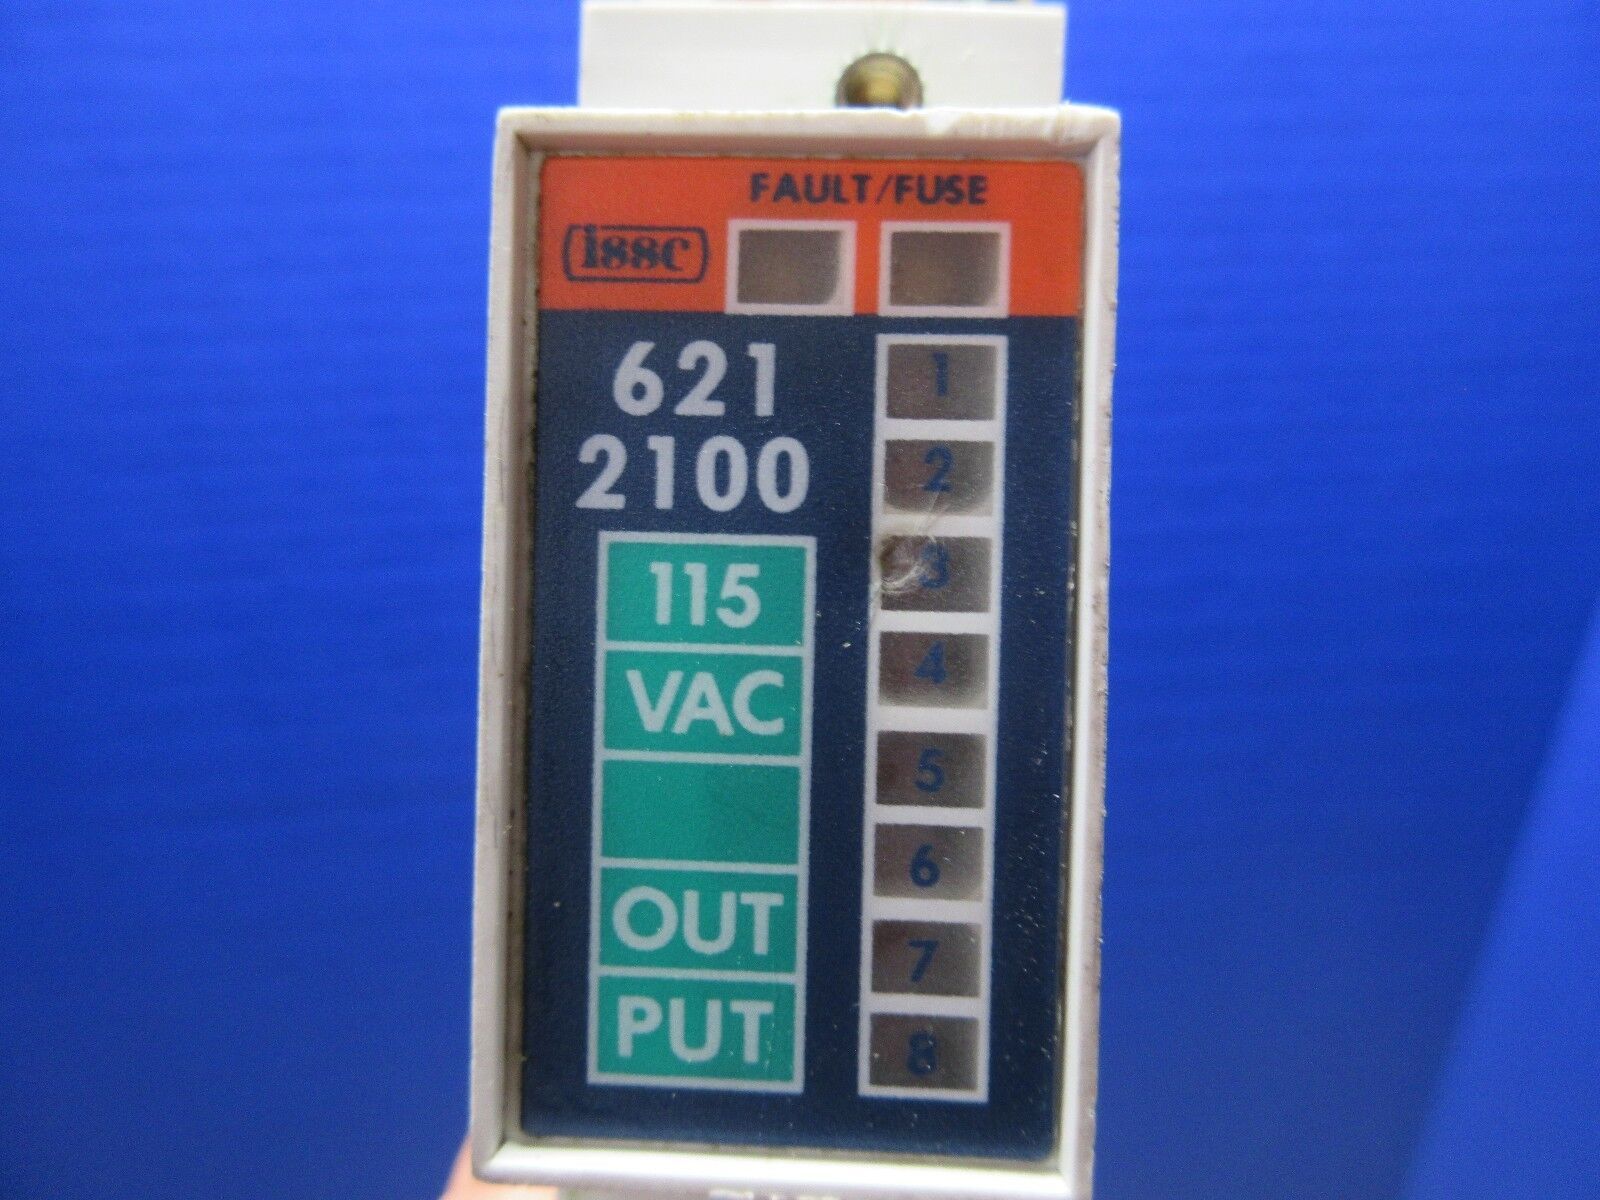 FAULT/FUSE
issc
621
2100
115
VAC
OUT
PUT
1
2
3
4
5
6
7
8